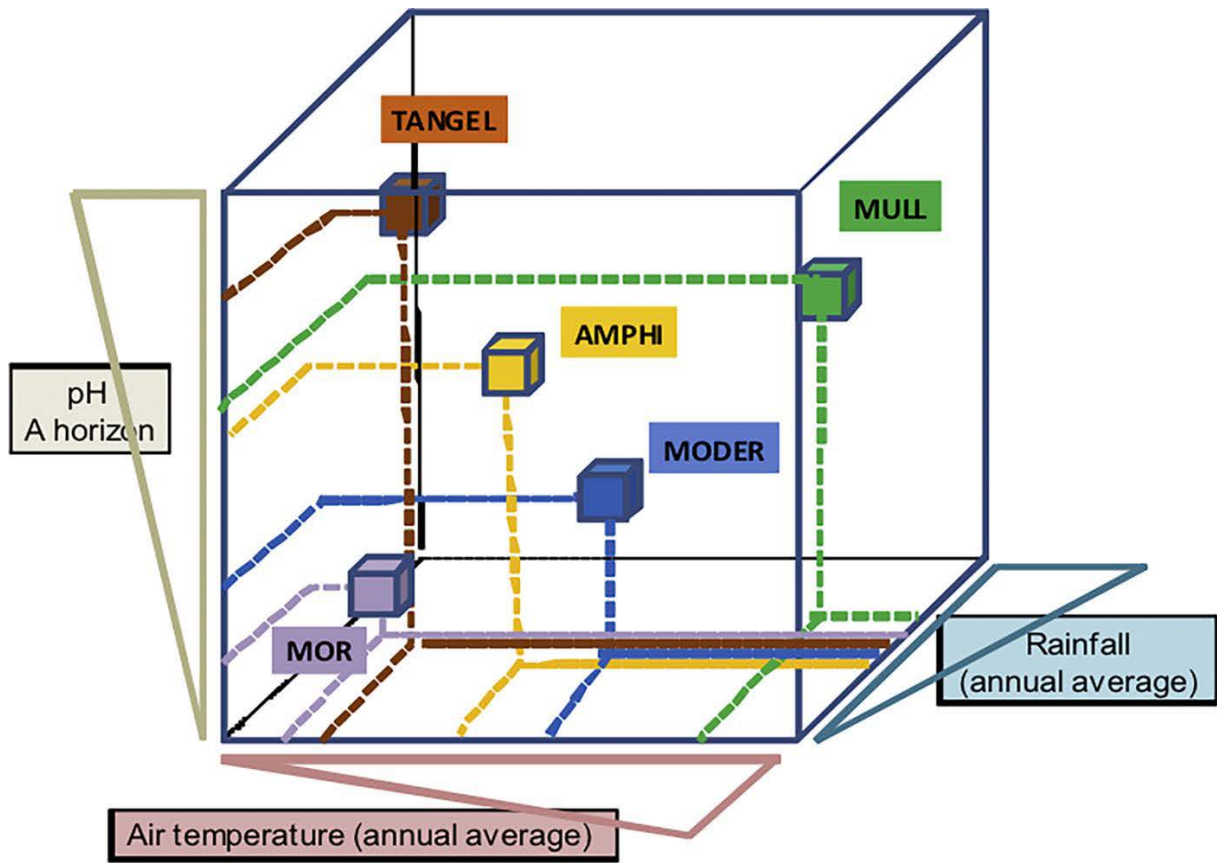 TANGEL
MULL
AMPHI
pH
A horizon
MODER
MOR
Rainfall
(annual average)
Air temperature (annual average)